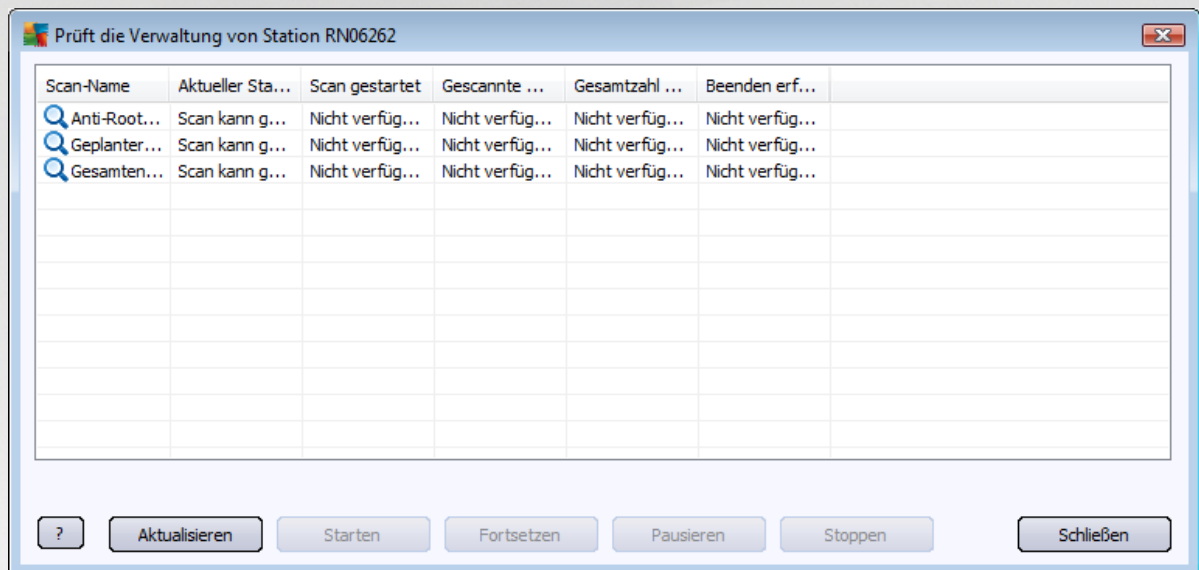 Prüft die Verwaltung von Station RN06262
Scan-Name Aktueller Sta... Scan gestartet Gescannte ... Gesamtzahl ... Beenden erf...
Anti-Root... Scan kann g... Nicht verfüg... Nicht verfüg... Nicht verfüg... Nicht verfüg...
Geplanter... Scan kann g... Nicht verfüg... Nicht verfüg... Nicht verfüg... Nicht verfüg...
Gesamten... Scan kann g... Nicht verfüg... Nicht verfüg... Nicht verfüg... Nicht verfüg...
? Aktualisieren Starten Fortsetzen Pausieren Stoppen Schließen